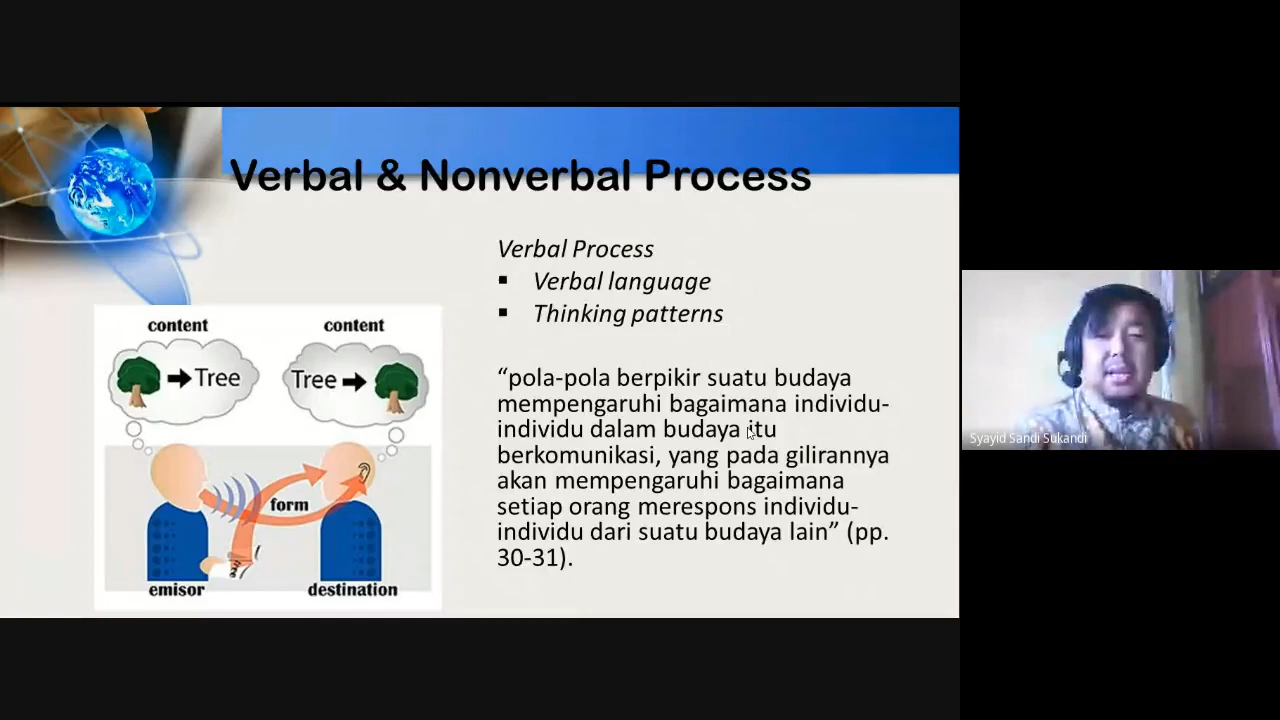 Verbal & Nonverbal Process
Verbal Process
▪ Verbal language
▪ Thinking patterns
“pola-pola berpikir suatu budaya
mempengaruhi bagaimana individu-
individu dalam budaya itu
berkomunikasi, yang pada gilirannya
akan mempengaruhi bagaimana
setiap orang merespons individu-
individu dari suatu budaya lain” (pp.
30-31).
content
content
Tree
Tree
form
emisor
destination
Syayid Sandi Sukandi